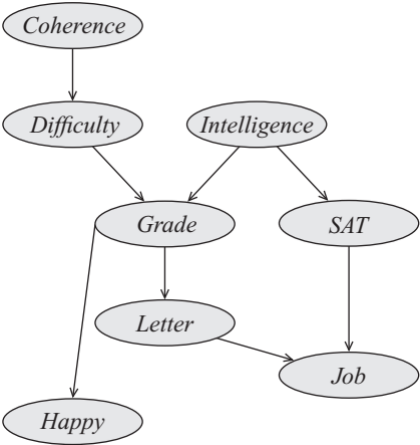 Coherence
Difficulty
Intelligence
Grade
SAT
Letter
Job
Happy